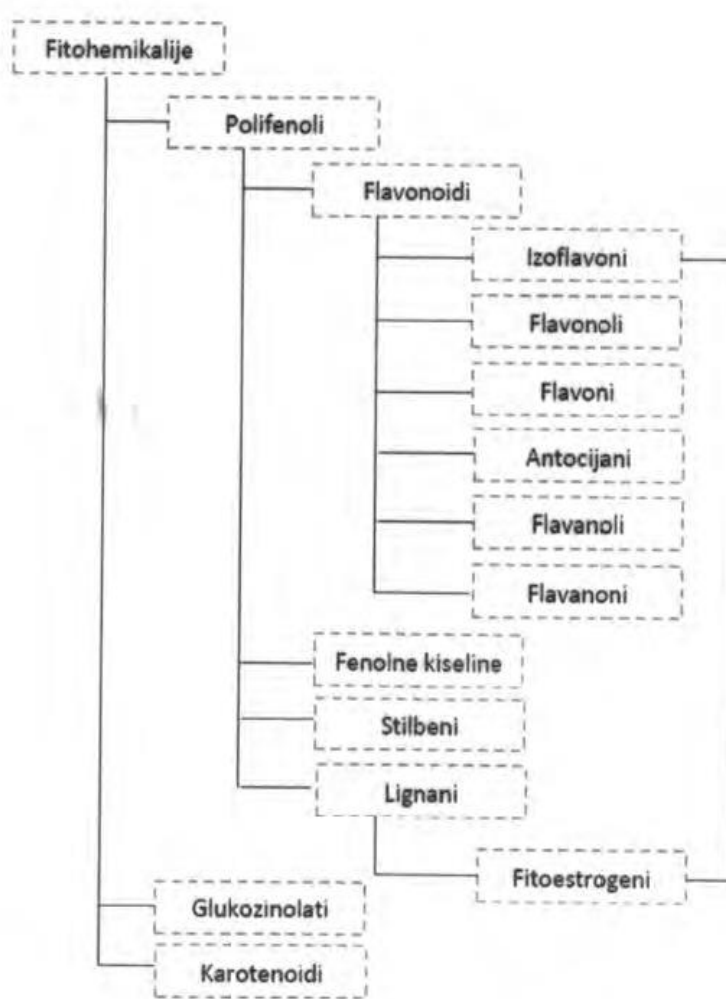 Fitohemikalije
Polifenoli
Flavonoidi
Izoflavoni
Flavonoli
Flavoni
Antocijani
Flavanoli
Flavanoni
Fenolne kiseline
Stilbeni
Lignani
Fitoestrogeni
Glukozinolati
Karotenoidi